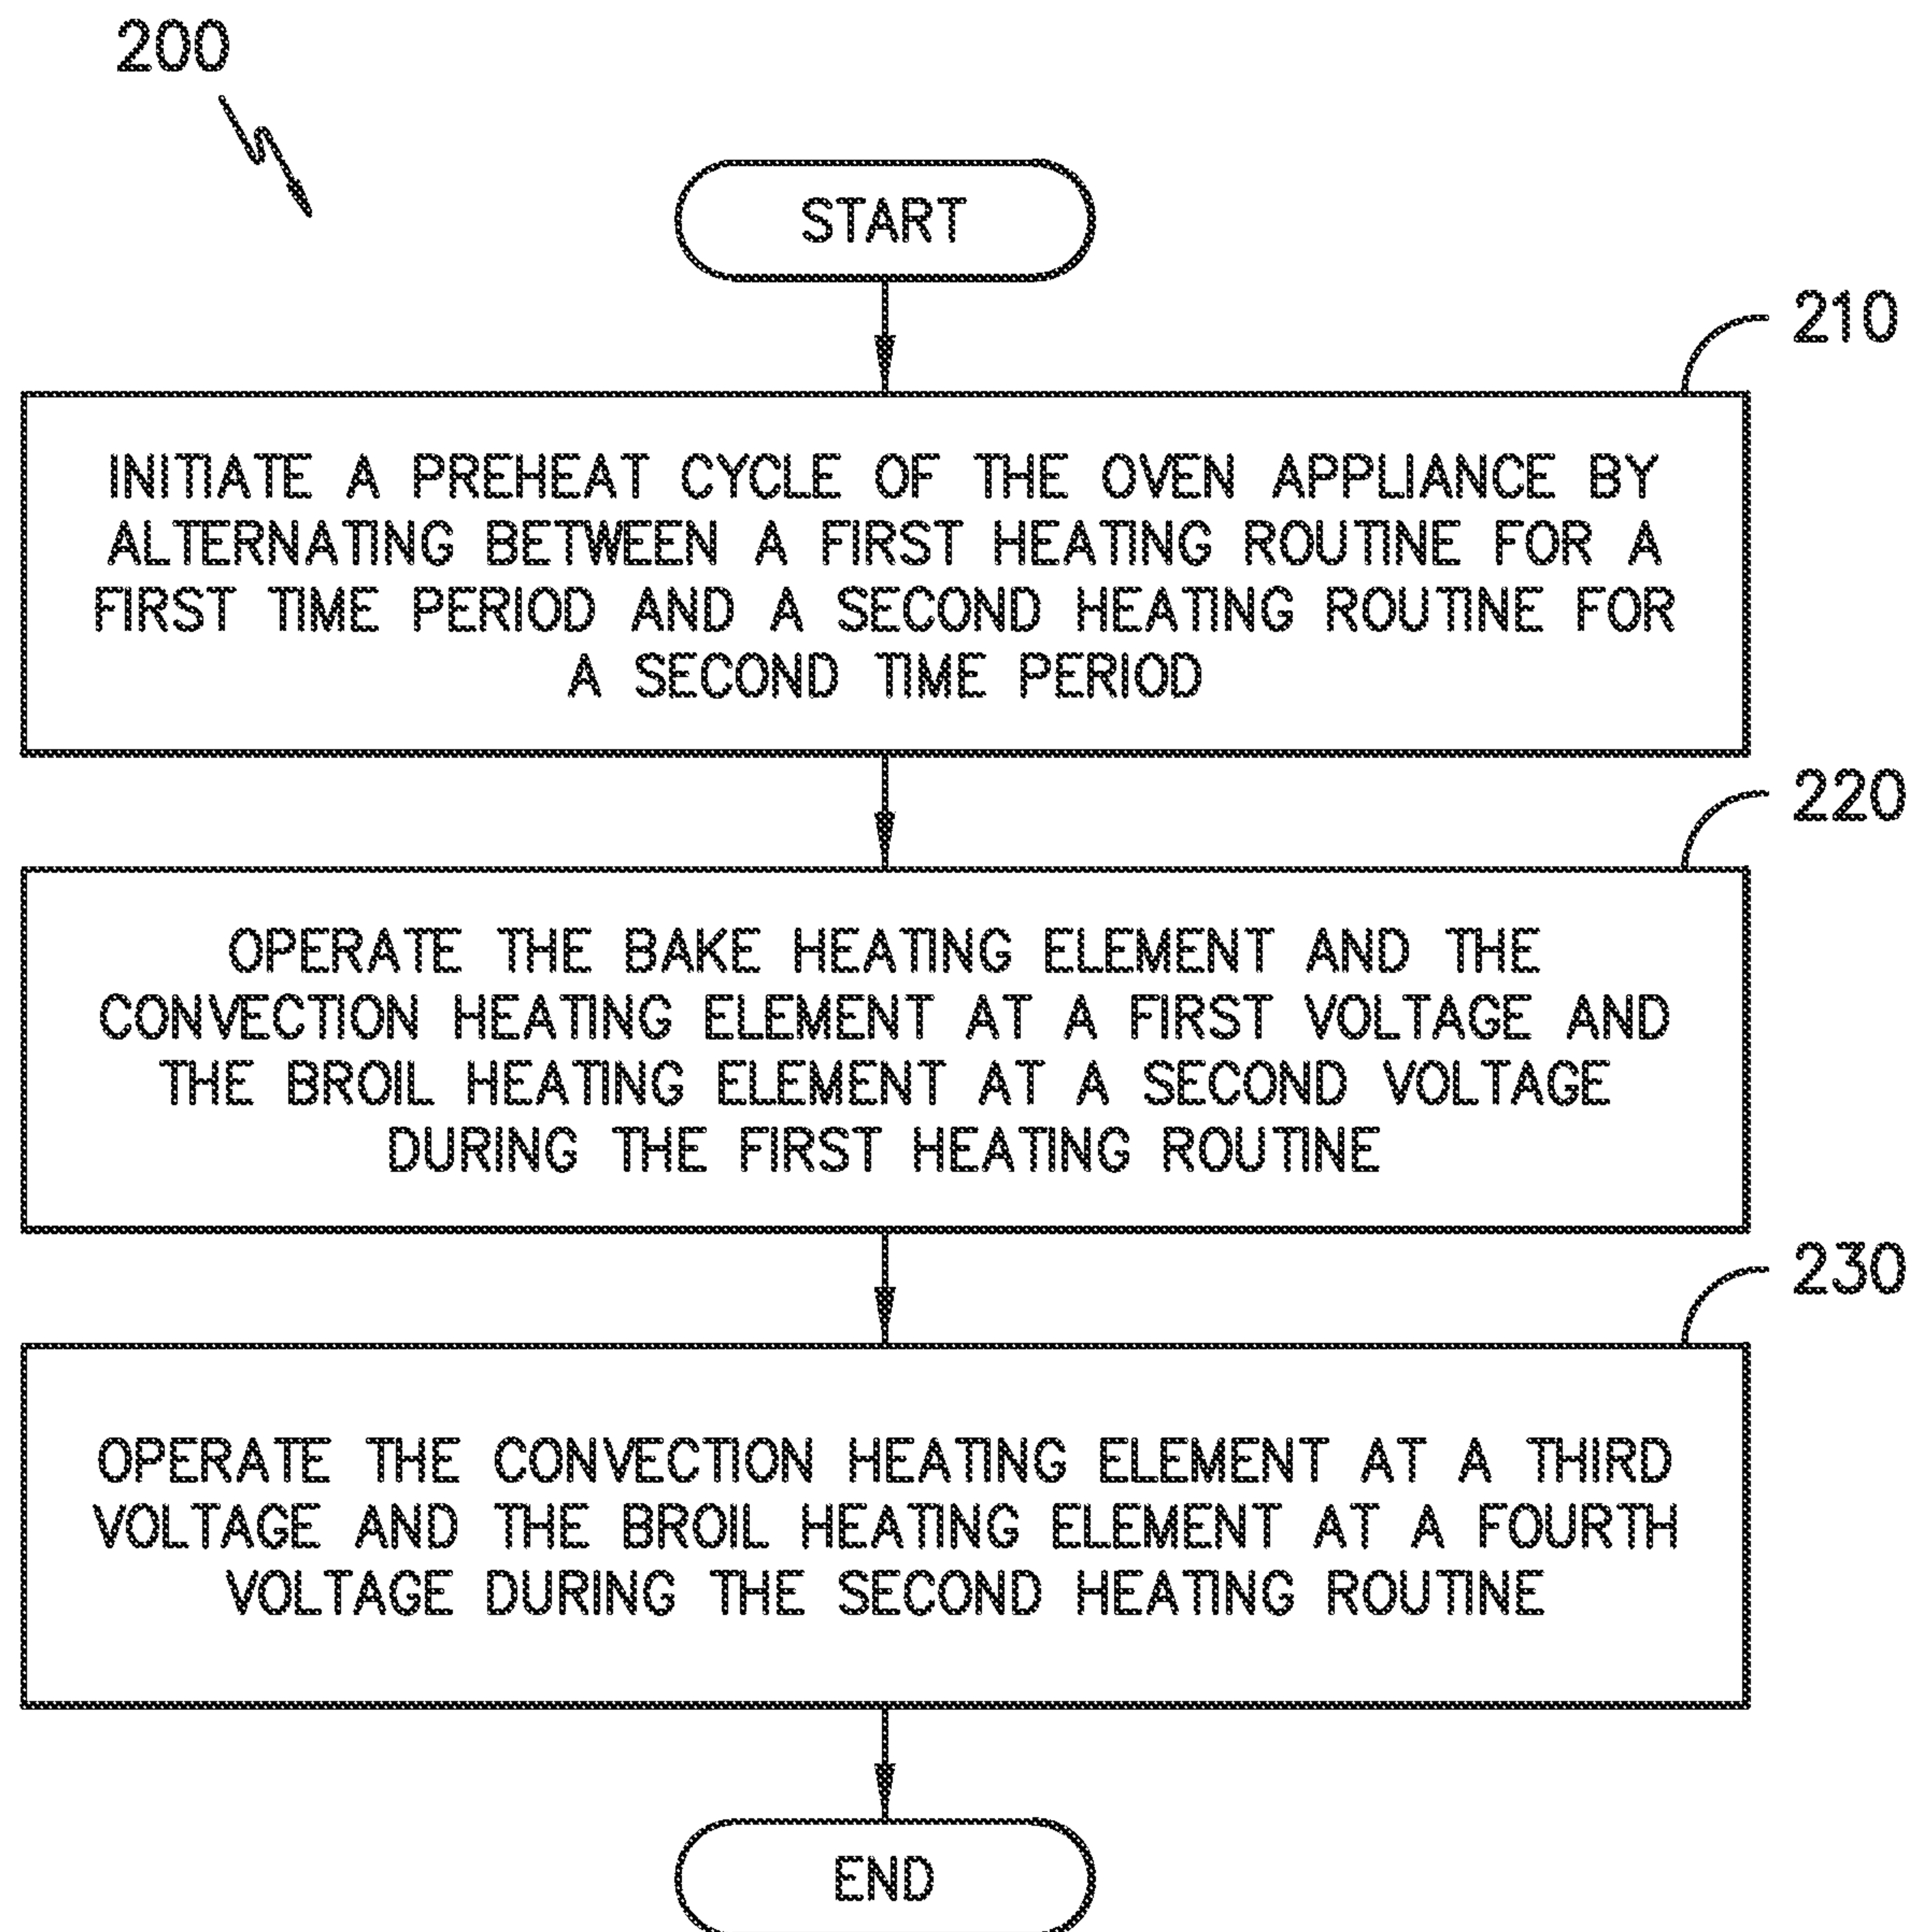 200
START
210
INITIATE A PREHEAT CYCLE OF THE OVEN APPLIANCE BY
ALTERNATING BETWEEN A FIRST HEATING ROUTINE FOR A
FIRST TIME PERIOD AND A SECOND HEATING ROUTINE FOR
A SECOND TIME PERIOD
220
OPERATE THE BAKE HEATING ELEMENT AND THE
CONVECTION HEATING ELEMENT AT A FIRST VOLTAGE AND
THE BROIL HEATING ELEMENT AT A SECOND VOLTAGE
DURING THE FIRST HEATING ROUTINE
230
OPERATE THE CONVECTION HEATING ELEMENT AT A THIRD
VOLTAGE AND THE BROIL HEATING ELEMENT AT A FOURTH
VOLTAGE DURING THE SECOND HEATING ROUTINE
END